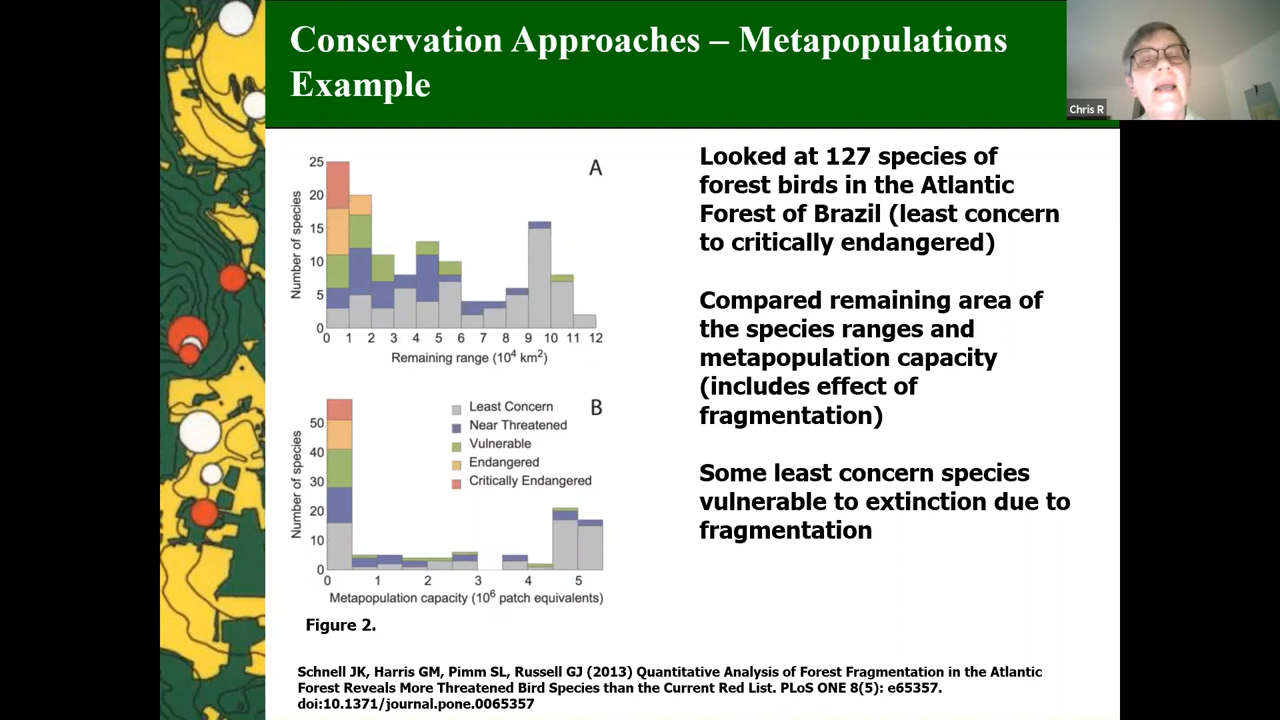 Conservation Approaches – Metapopulations
Example
Chris R
A
25
20
15
10
5
0
Number of species
0 1 2 3 4 5 6 7 8 9 10 11 12
Remaining range (10⁴ km²)
B
Least Concern
Near Threatened
Vulnerable
Endangered
Critically Endangered
50
40
30
20
10
0
Number of species
0 1 2 3 4 5
Metapopulation capacity (10⁶ patch equivalents)
Figure 2.
Looked at 127 species of
forest birds in the Atlantic
Forest of Brazil (least concern
to critically endangered)
Compared remaining area of
the species ranges and
metapopulation capacity
(includes effect of
fragmentation)
Some least concern species
vulnerable to extinction due to
fragmentation
Schnell JK, Harris GM, Pimm SL, Russell GJ (2013) Quantitative Analysis of Forest Fragmentation in the Atlantic
Forest Reveals More Threatened Bird Species than the Current Red List. PLoS ONE 8(5): e65357.
doi:10.1371/journal.pone.0065357